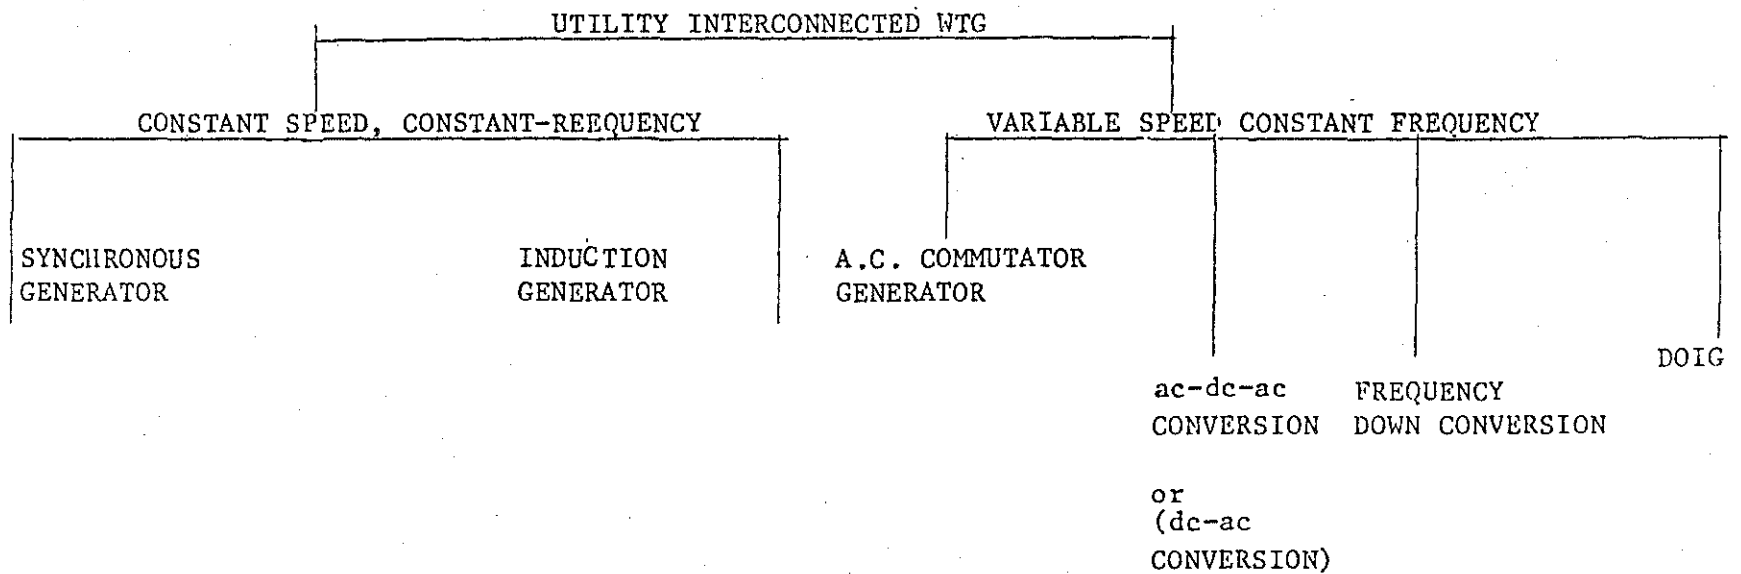 UTILITY INTERCONNECTED WTG
CONSTANT SPEED, CONSTANT-REEQUENCY
VARIABLE SPEED CONSTANT FREQUENCY
SYNCHRONOUS
GENERATOR
INDUCTION
GENERATOR
A.C. COMMUTATOR
GENERATOR
ac-dc-ac
CONVERSION
or
(dc-ac
CONVERSION)
FREQUENCY
DOWN CONVERSION
DOIG